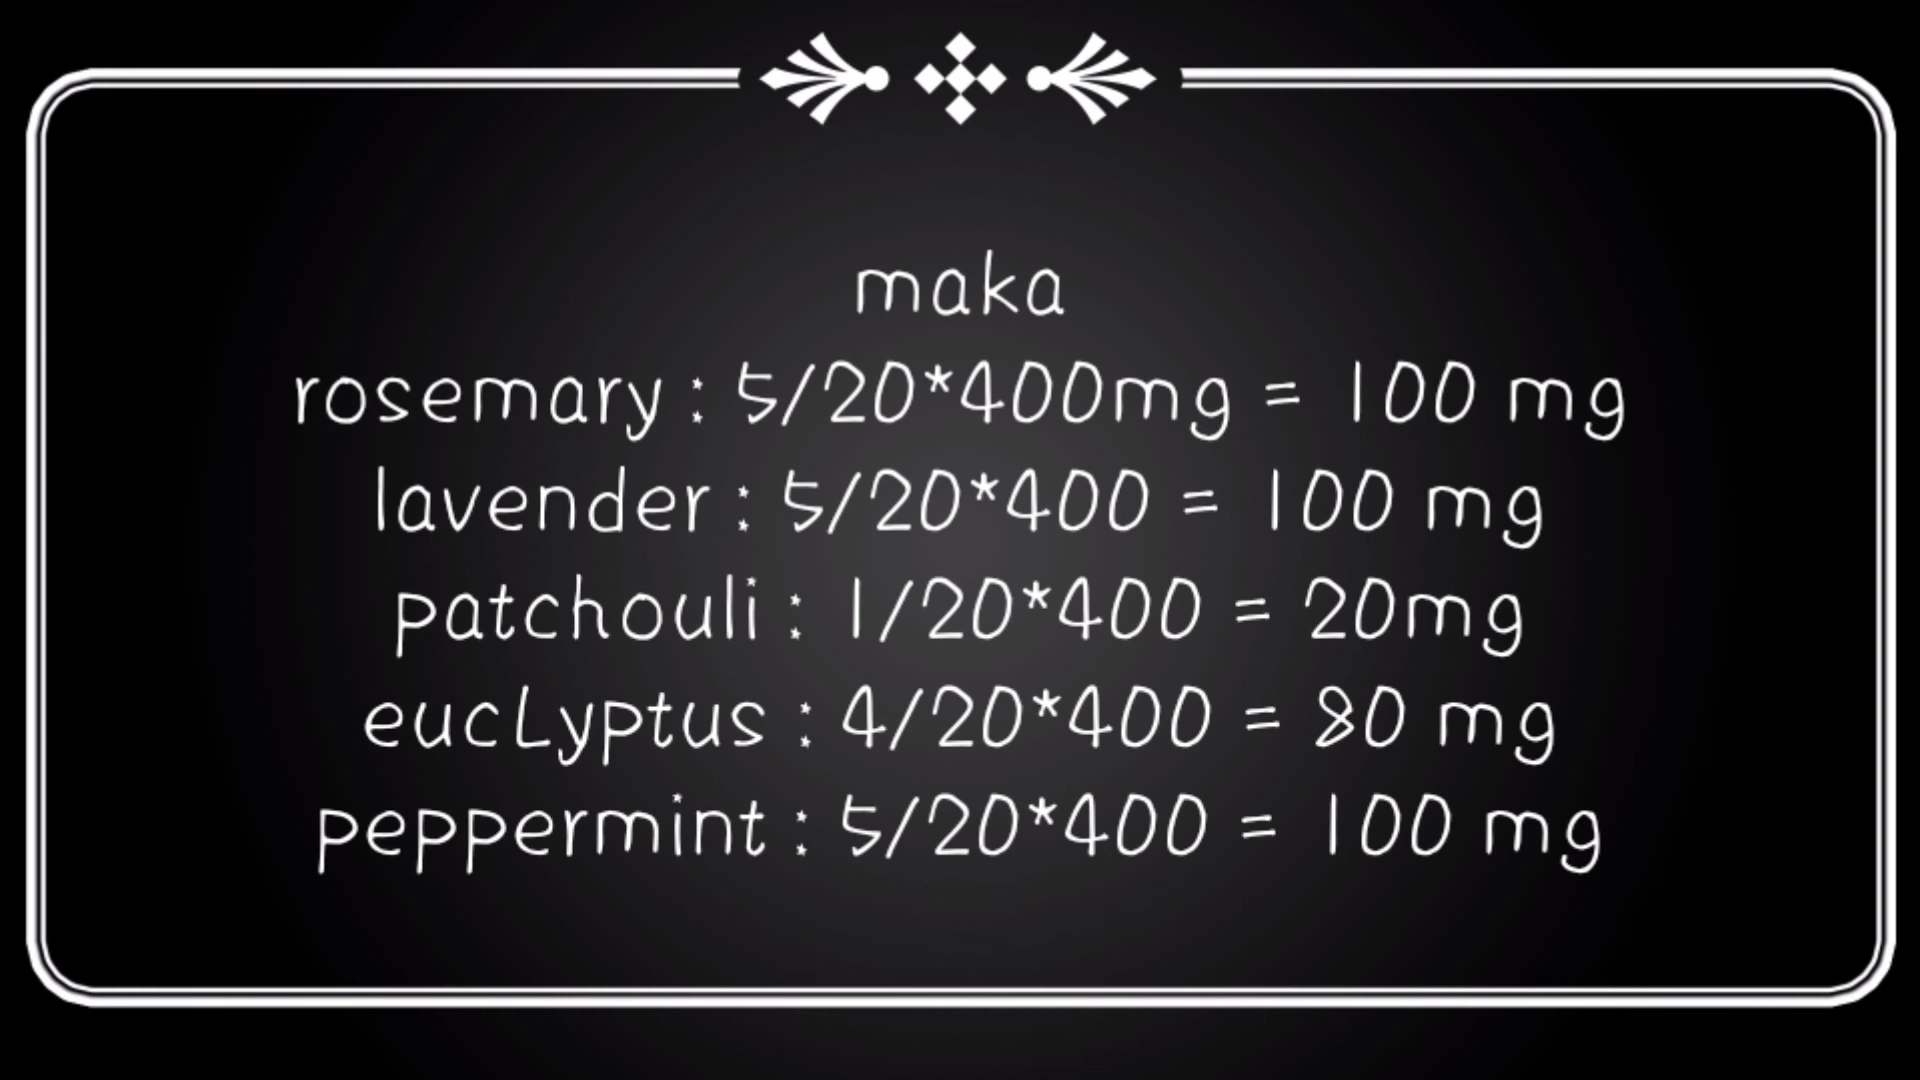 maka
rosemary : 5/20*400mg = 100 mg
lavender : 5/20*400 = 100 mg
patchouli : 1/20*400 = 20mg
eucLyptus : 4/20*400 = 80 mg
peppermint : 5/20*400 = 100 mg